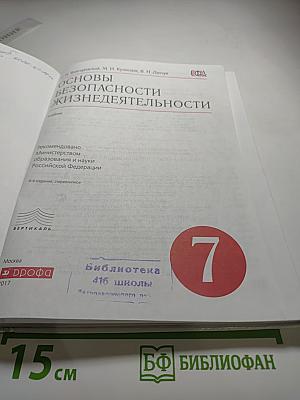 М. И. Кузнецов, В. Н. Латчук
ОСНОВЫ
БЕЗОПАСНОСТИ
ЖИЗНЕДЕЯТЕЛЬНОСТИ
Рекомендовано
Министерством
образования и науки
Российской Федерации
ВЕРТИКАЛЬ
7
Москва
дрофа
2017
Библиотека
416 школы
15 см
БФ БИБЛИОФАН